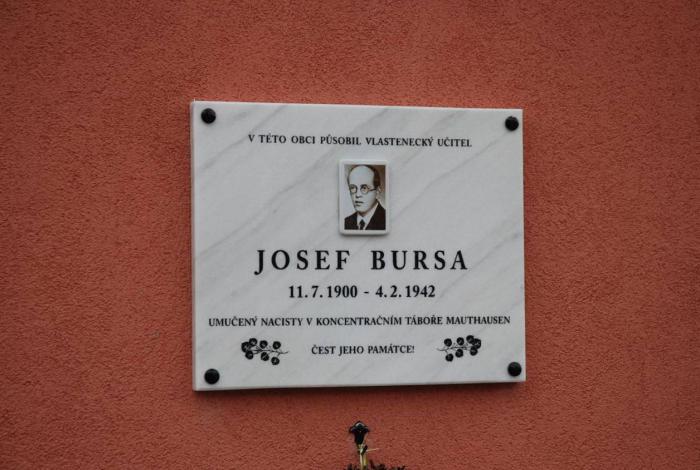 V TÉTO OBCI PŮSOBIL VLASTENECKÝ UČITEL
JOSEF BURSA
11.7.1900 - 4.2.1942
UMUČENÝ NACISTY V KONCENTRAČNÍM TÁBOŘE MAUTHAUSEN
ČEST JEHO PAMÁTCE!